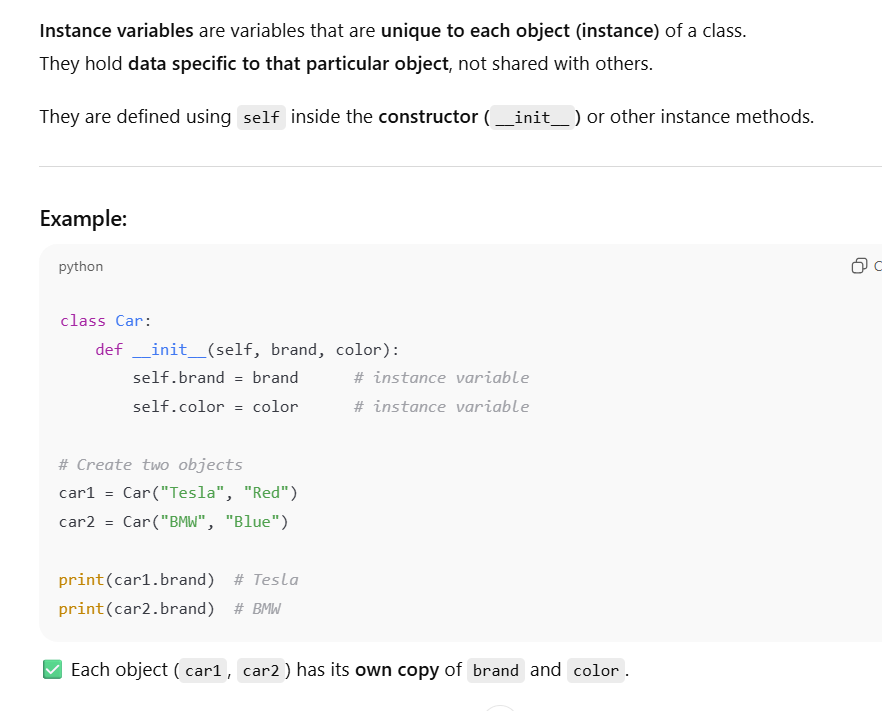 Instance variables are variables that are unique to each object (instance) of a class.
They hold data specific to that particular object, not shared with others.
They are defined using self inside the constructor (__init__) or other instance methods.
Example:
python
class Car:
    def __init__(self, brand, color):
        self.brand = brand      # instance variable
        self.color = color      # instance variable
# Create two objects
car1 = Car("Tesla", "Red")
car2 = Car("BMW", "Blue")
print(car1.brand)  # Tesla
print(car2.brand)  # BMW
✅ Each object (car1, car2) has its own copy of brand and color.